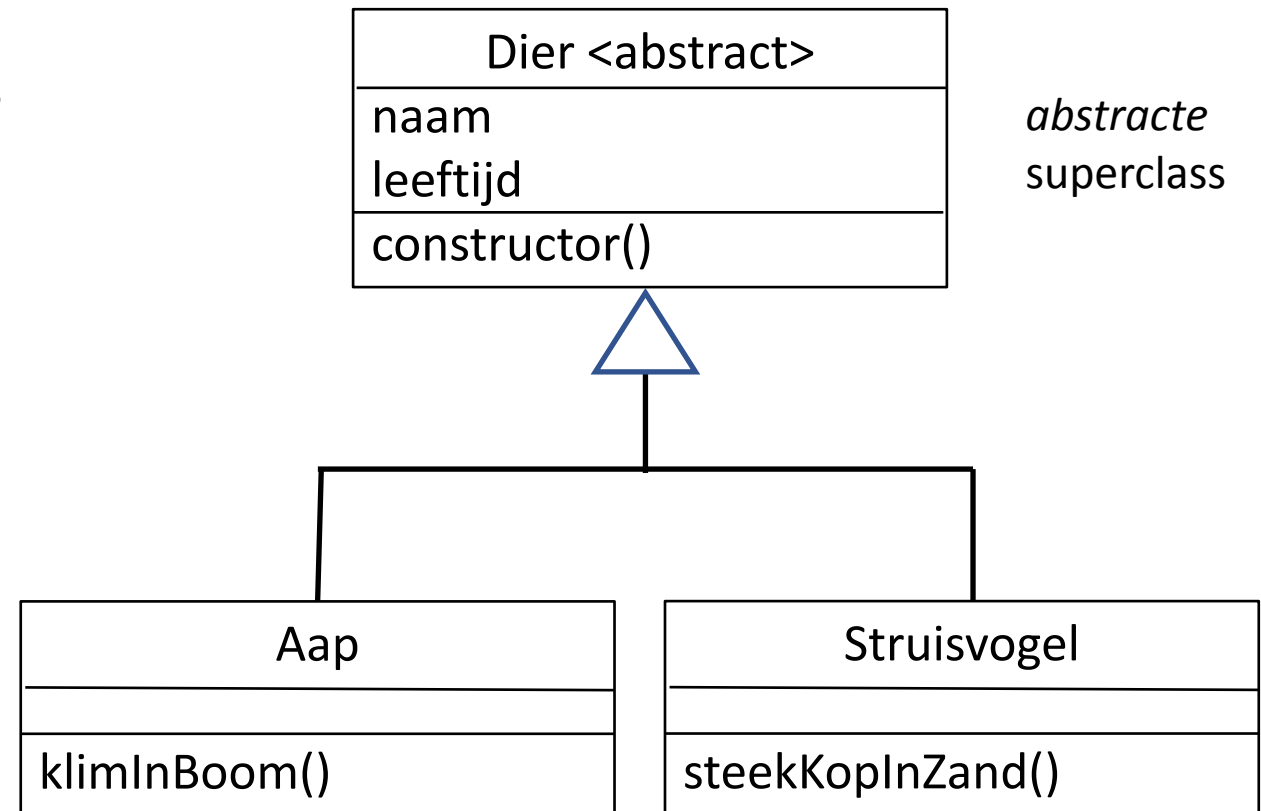 Dier <abstract>
naam
leeftijd
constructor()
abstracte
superclass
Aap
klimInBoom()
Struisvogel
steekKopInZand()